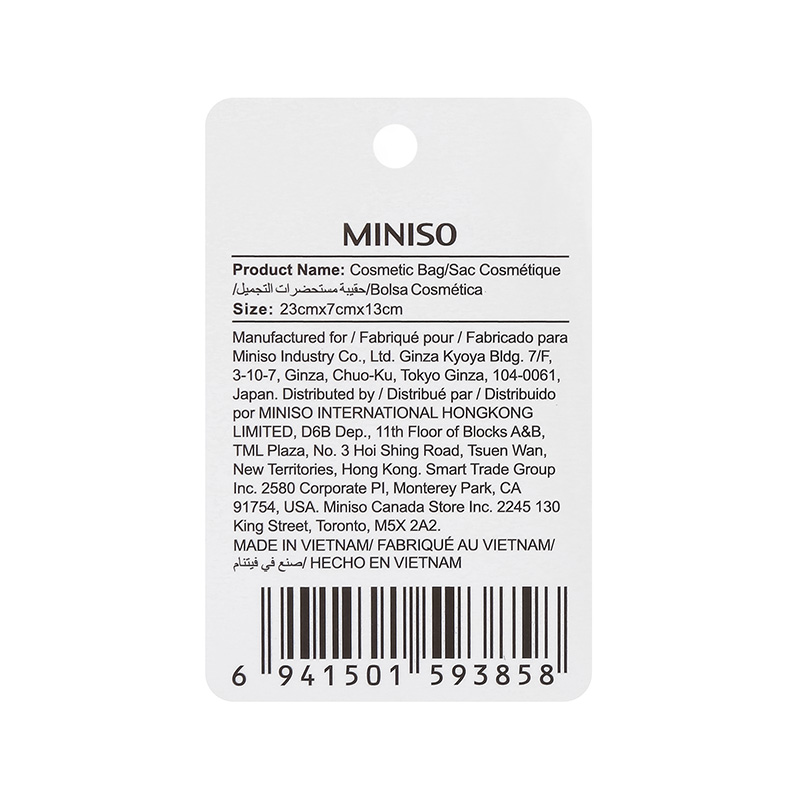 MINISO
Product Name: Cosmetic Bag/Sac Cosmétique
/حقيبة مستحضرات التجميل/Bolsa Cosmética
Size: 23cmx7cmx13cm
Manufactured for / Fabriqué pour / Fabricado para
Miniso Industry Co., Ltd. Ginza Kyoya Bldg. 7/F,
3-10-7, Ginza, Chuo-Ku, Tokyo Ginza, 104-0061,
Japan. Distributed by / Distribué par / Distribuido
por MINISO INTERNATIONAL HONGKONG
LIMITED, D6B Dep., 11th Floor of Blocks A&B,
TML Plaza, No. 3 Hoi Shing Road, Tsuen Wan,
New Territories, Hong Kong. Smart Trade Group
Inc. 2580 Corporate Pl, Monterey Park, CA
91754, USA. Miniso Canada Store Inc. 2245 130
King Street, Toronto, M5X 2A2.
MADE IN VIETNAM/ FABRIQUÉ AU VIETNAM/
صنع في فيتنام/ HECHO EN VIETNAM
6 941501 593858